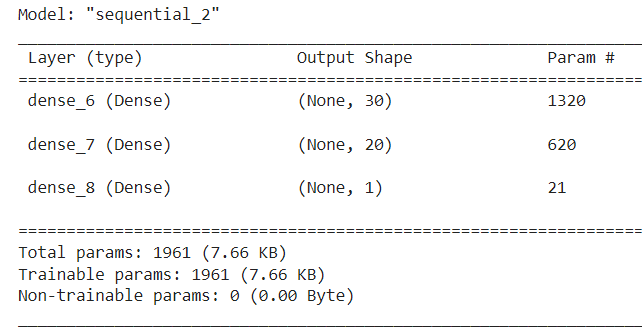 Model: "sequential_2"
_________________________________________________________________
Layer (type) Output Shape Param #
=================================================================
dense_6 (Dense) (None, 30) 1320
dense_7 (Dense) (None, 20) 620
dense_8 (Dense) (None, 1) 21
=================================================================
Total params: 1961 (7.66 KB)
Trainable params: 1961 (7.66 KB)
Non-trainable params: 0 (0.00 Byte)
_________________________________________________________________